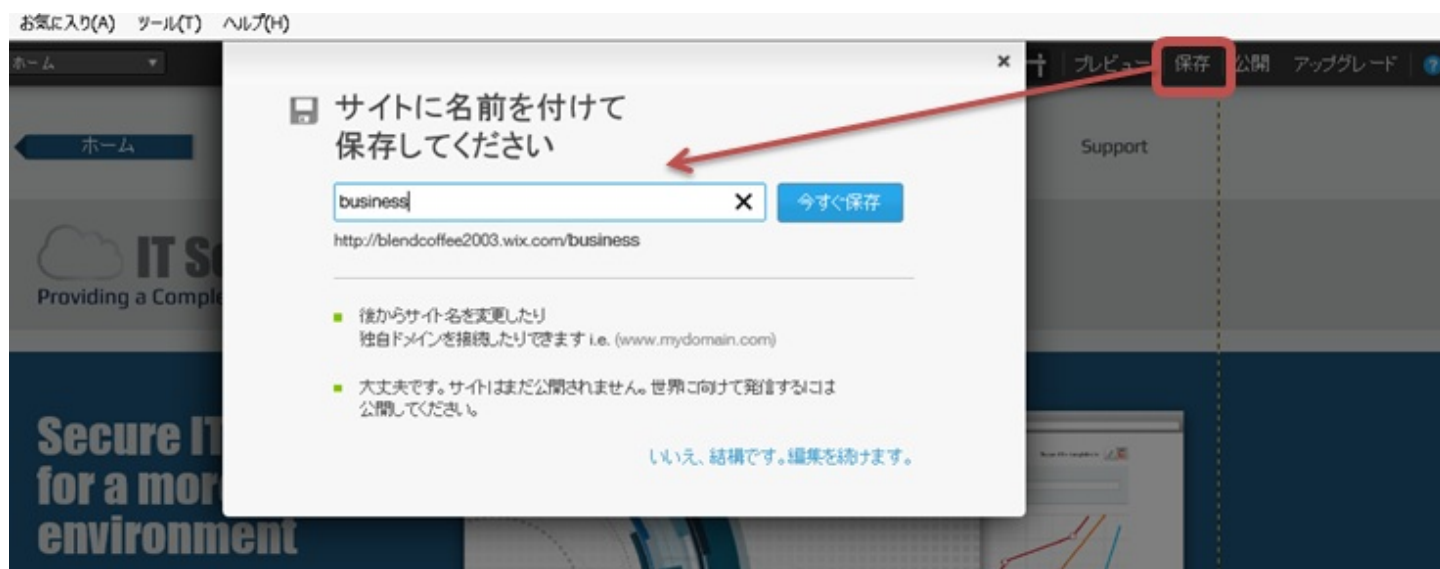 お気に入り(A) ツール(T) ヘルプ(H)
ホーム
プレビュー 保存 公開 アップグレード ?
サイトに名前を付けて
保存してください
ホーム
Support
business
今すぐ保存
http://blendcoffee2003.wix.com/business
IT
Providing a
後からサイト名を変更したり
独自ドメインを接続したりできます i.e. (www.mydomain.com)
大丈夫です。サイトはまだ公開されません。世界に向けて発信するには
公開してください。
いいえ、結構です。編集を続けます。
Secure IT
for a more
environment